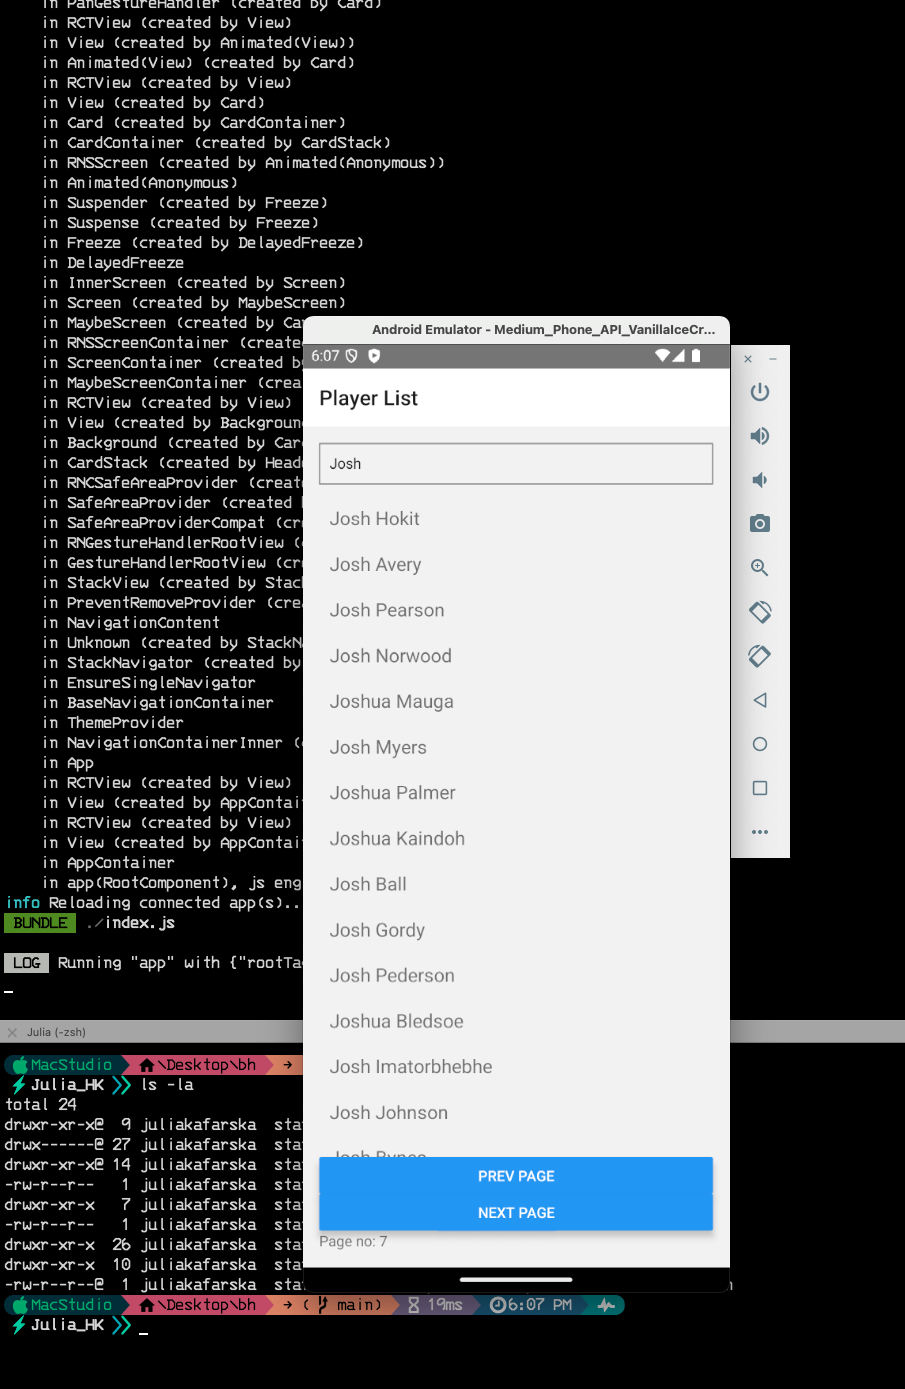 in PanGestureHandler (created by Card)
in RCTView (created by View)
in View (created by Animated(View))
in Animated(View) (created by Card)
in RCTView (created by View)
in View (created by Card)
in Card (created by CardContainer)
in CardContainer (created by CardStack)
in RNSScreen (created by Animated(Anonymous))
in Animated(Anonymous)
in Suspender (created by Freeze)
in Suspense (created by Freeze)
in Freeze (created by DelayedFreeze)
in DelayedFreeze
in InnerScreen (created by Screen)
in Screen (created by MaybeScreen)
in MaybeScreen (created by Ca
in RNSScreenContainer (create
in ScreenContainer (created b
in MaybeScreenContainer (crea
in RCTView (created by View)
in View (created by Backgroun
in Background (created by Car
in CardStack (created by Head
in RNCSafeAreaProvider (creat
in SafeAreaProvider (created
in SafeAreaProviderCompat (cr
in RNGestureHandlerRootView (
in GestureHandlerRootView (cr
in StackView (created by Stac
in PreventRemoveProvider (crea
in NavigationContent
in Unknown (created by StackN
in StackNavigator (created by
in EnsureSingleNavigator
in BaseNavigationContainer
in ThemeProvider
in NavigationContainerInner (
in App
in RCTView (created by View)
in View (created by AppContai
in RCTView (created by View)
in View (created by AppContai
in AppContainer
in app(RootComponent), js eng
info Reloading connected app(s)..
BUNDLE ./index.js
LOG Running "app" with {"rootTa
Android Emulator - Medium_Phone_API_VanillaIceCr...
6:07
Player List
Josh
Josh Hokit
Josh Avery
Josh Pearson
Josh Norwood
Joshua Mauga
Josh Myers
Joshua Palmer
Joshua Kaindoh
Josh Ball
Josh Gordy
Josh Pederson
Joshua Bledsoe
Josh Imatorbhebhe
Josh Johnson
Josh Bynes
PREV PAGE
NEXT PAGE
Page no: 7
Julia (-zsh)
MacStudio \Desktop\bh →
Julia_HK ls -la
total 24
drwxr-xr-x@ 9 juliakafarska sta
drwx------@ 27 juliakafarska sta
drwxr-xr-x@ 14 juliakafarska sta
-rw-r--r-- 1 juliakafarska sta
drwxr-xr-x 7 juliakafarska sta
-rw-r--r-- 1 juliakafarska sta
drwxr-xr-x 26 juliakafarska sta
drwxr-xr-x 10 juliakafarska sta
-rw-r--r--@ 1 juliakafarska sta
MacStudio \Desktop\bh → ( main) 19ms 6:07 PM
Julia_HK